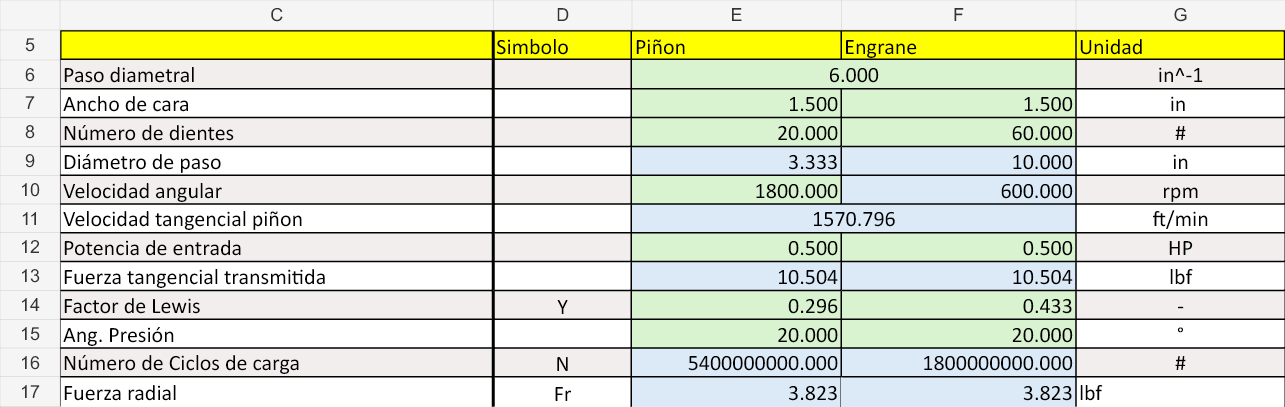 C D E F G
5 Simbolo Piñon Engrane Unidad
6 Paso diametral 6.000 in^-1
7 Ancho de cara 1.500 1.500 in
8 Número de dientes 20.000 60.000 #
9 Diámetro de paso 3.333 10.000 in
10 Velocidad angular 1800.000 600.000 rpm
11 Velocidad tangencial piñon 1570.796 ft/min
12 Potencia de entrada 0.500 0.500 HP
13 Fuerza tangencial transmitida 10.504 10.504 lbf
14 Factor de Lewis Y 0.296 0.433 -
15 Ang. Presión 20.000 20.000 °
16 Número de Ciclos de carga N 5400000000.000 1800000000.000 #
17 Fuerza radial Fr 3.823 3.823 lbf